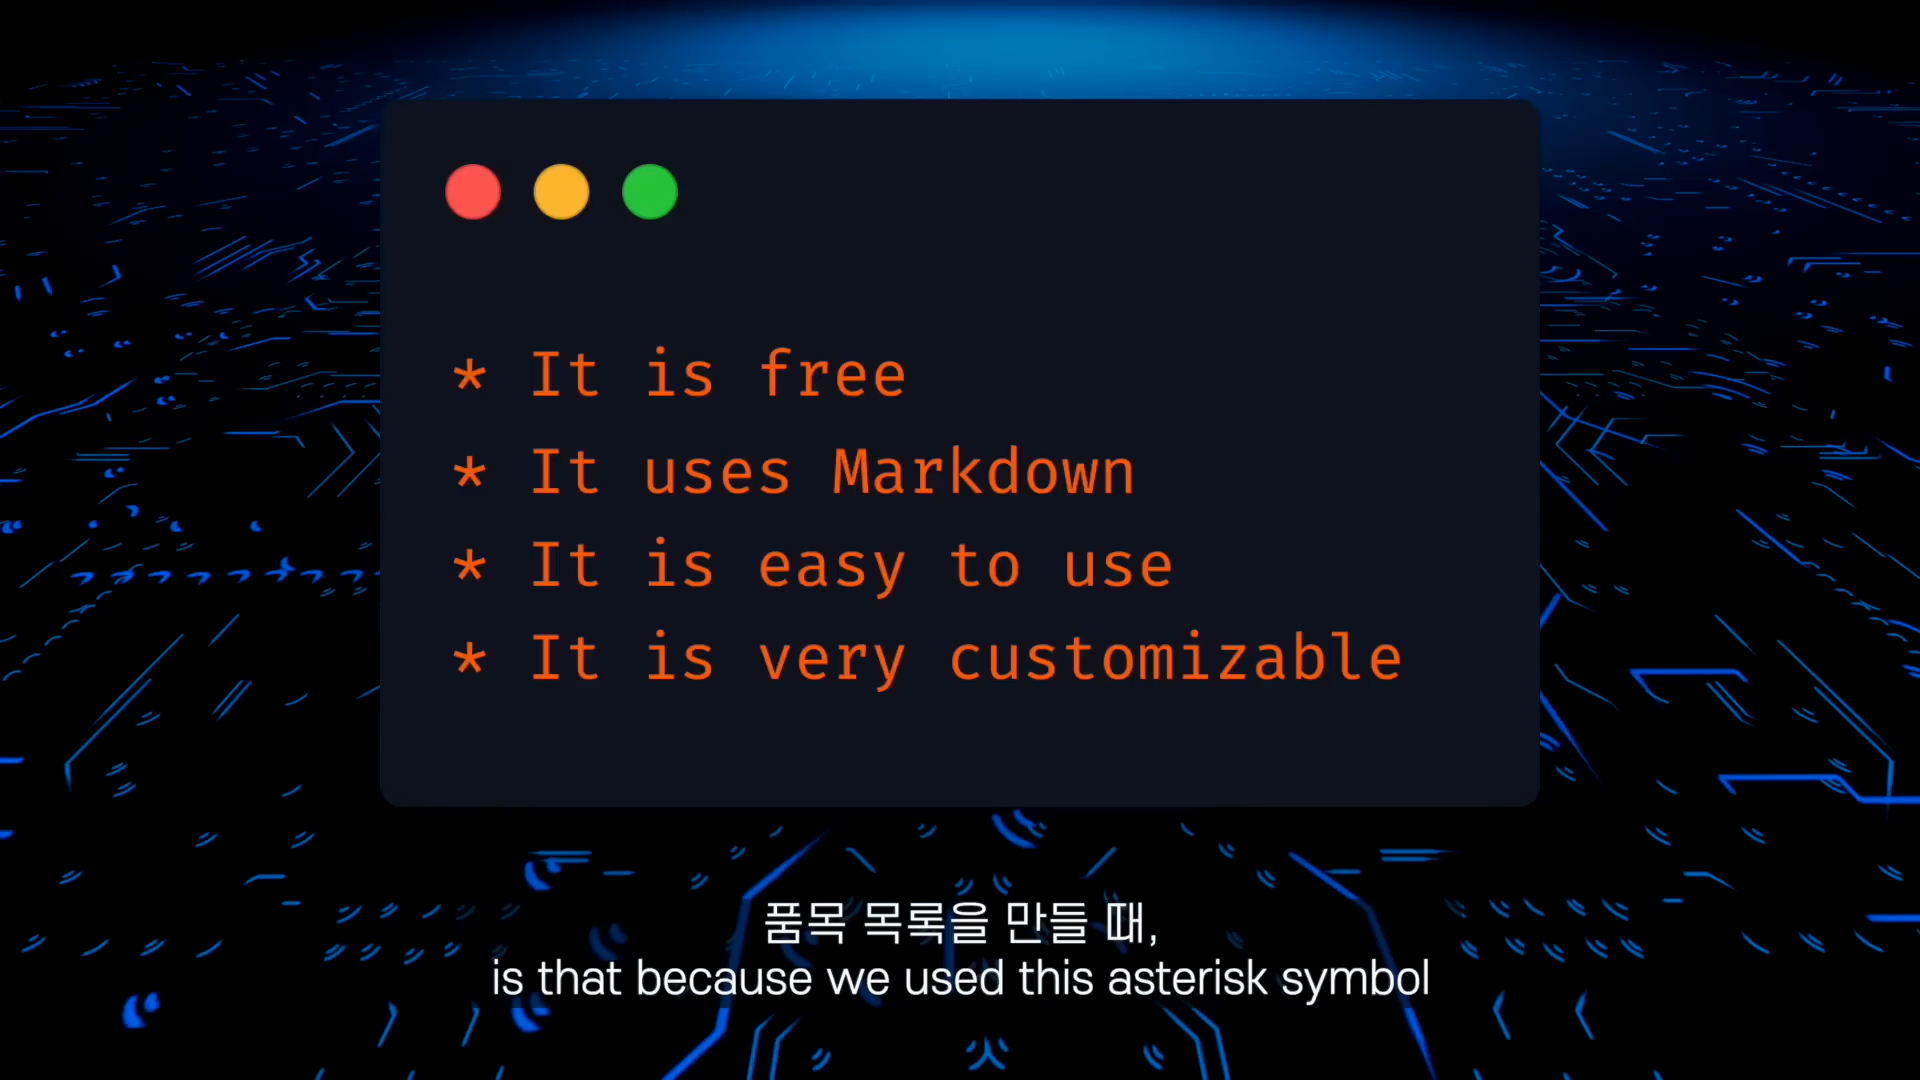 * It is free
* It uses Markdown
* It is easy to use
* It is very customizable
품목 목록을 만들 때,
is that because we used this asterisk symbol